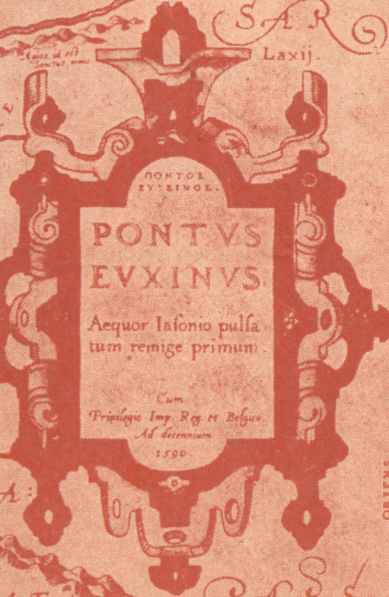 SAR
Laxij.
ΠΟΝΤΟΣ
ΕΥΞΕΙΝΟΣ.
PONTVS
EVXINVS
Aequor Iasonio pulsa-
tum remige primum.
Cum
Priuilegio Imp. Reg. et Belgico.
Ad decennium
1590.
A:
ORIENS